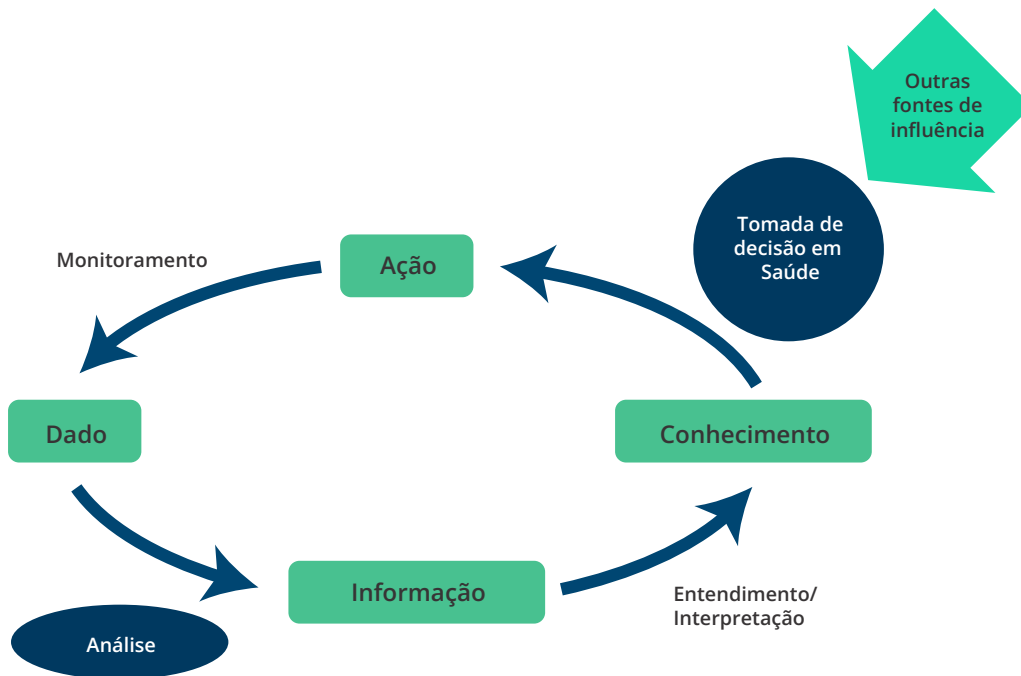 Outras
fontes de
influência
Tomada de
decisão em
Saúde
Monitoramento
Ação
Dado
Conhecimento
Informação
Entendimento/
Interpretação
Análise